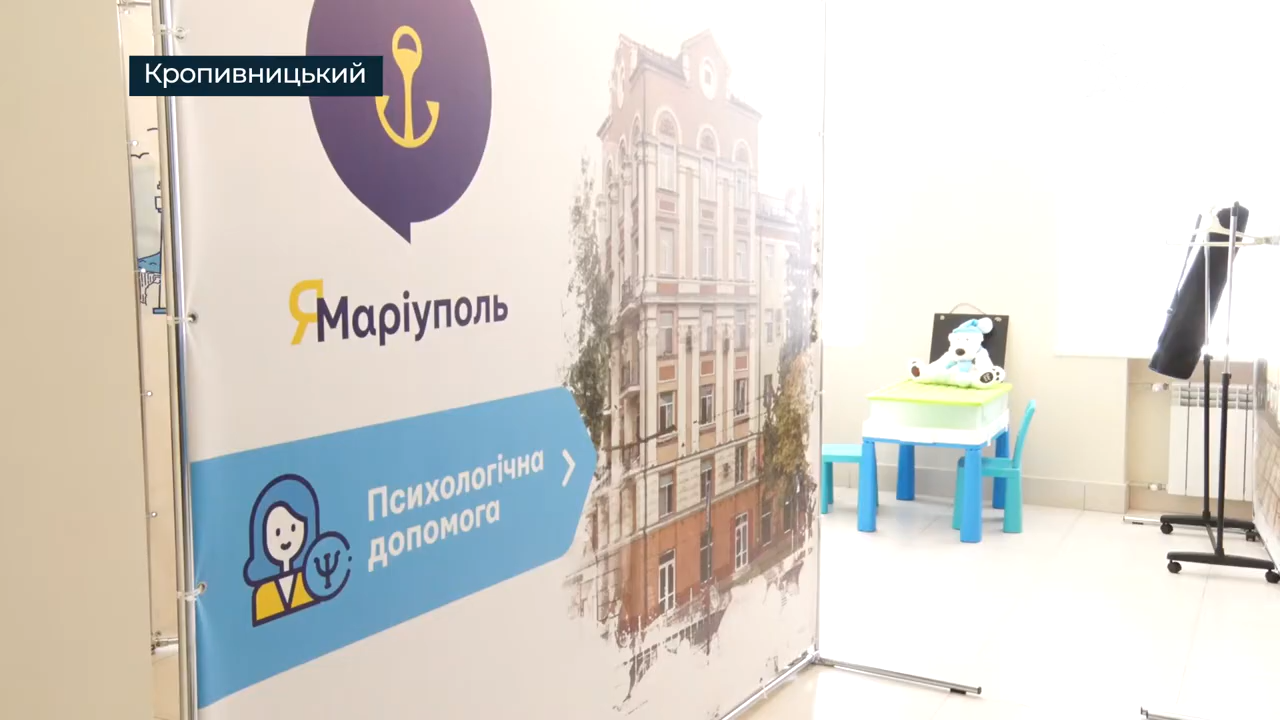 Кропивницький
ЯМаріуполь
Психологічна
допомога